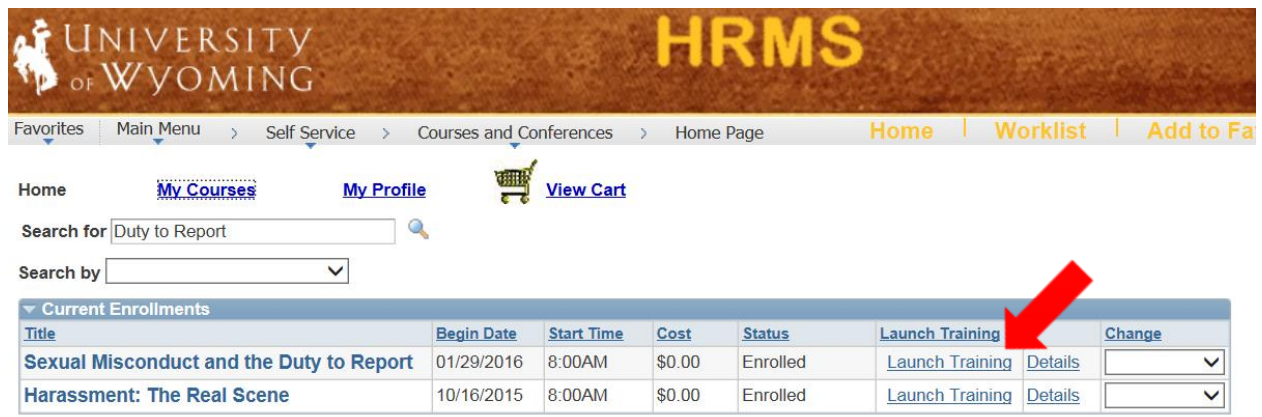 UNIVERSITY
OF WYOMING
HRMS
Favorites Main Menu > Self Service > Courses and Conferences > Home Page Home | Worklist | Add to Fa
Home My Courses My Profile View Cart
Search for Duty to Report
Search by
Current Enrollments
Title Begin Date Start Time Cost Status Launch Training Change
Sexual Misconduct and the Duty to Report 01/29/2016 8:00AM $0.00 Enrolled Launch Training Details
Harassment: The Real Scene 10/16/2015 8:00AM $0.00 Enrolled Launch Training Details